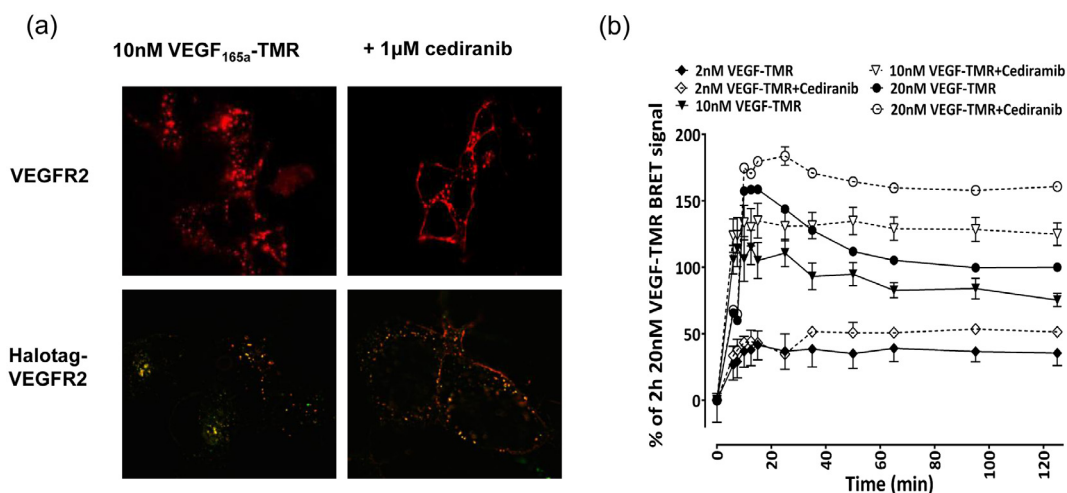 (a)
10nM VEGF165a-TMR
+ 1μM cediranib
VEGFR2
Halotag-
VEGFR2
(b)
2nM VEGF-TMR
2nM VEGF-TMR+Cediranib
10nM VEGF-TMR
10nM VEGF-TMR+Cediramib
20nM VEGF-TMR
20nM VEGF-TMR+Cediranib
% of 2h 20nM VEGF-TMR BRET signal
200
150
100
50
0
0
20
40
60
80
100
120
Time (min)